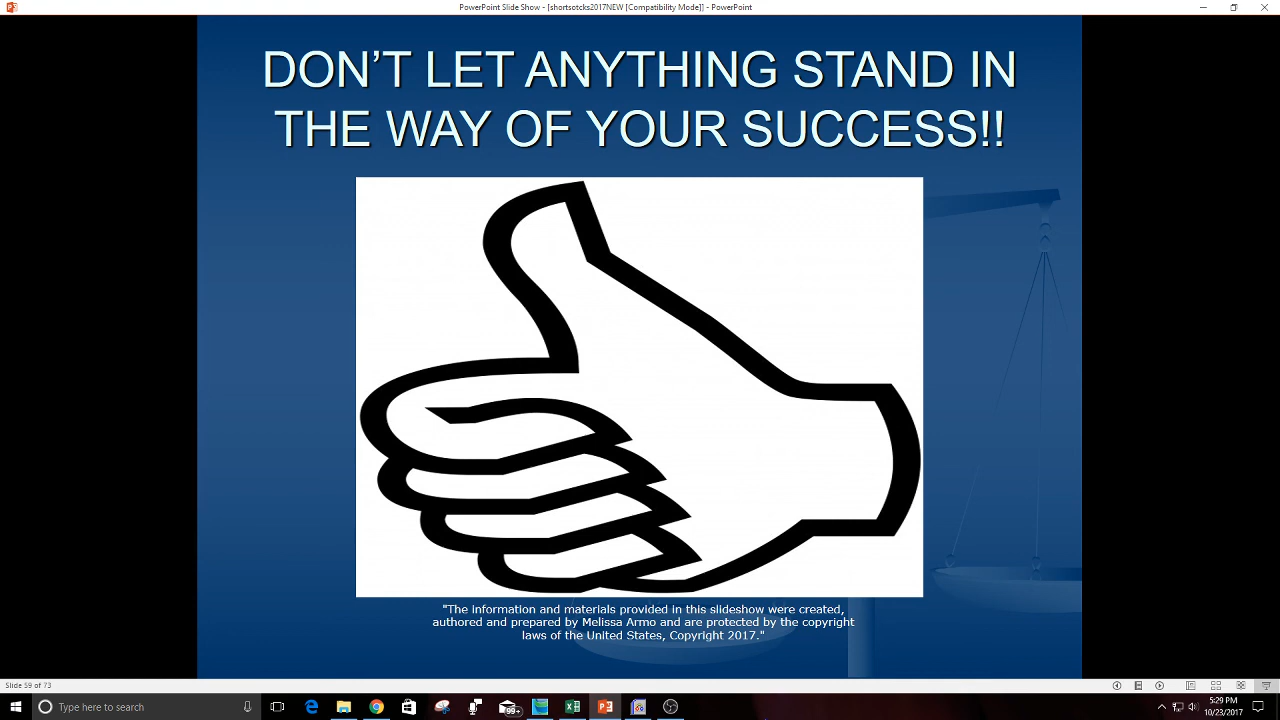 PowerPoint Slide Show - [shortsotcks2017NEW [Compatibility Mode]] - PowerPoint
DON'T LET ANYTHING STAND IN
THE WAY OF YOUR SUCCESS!!
"The information and materials provided in this slideshow were created,
authored and prepared by Melissa Armo and are protected by the copyright
laws of the United States, Copyright 2017."
Slide 59 of 73
Type here to search
99+
5:29 PM
10/23/2017